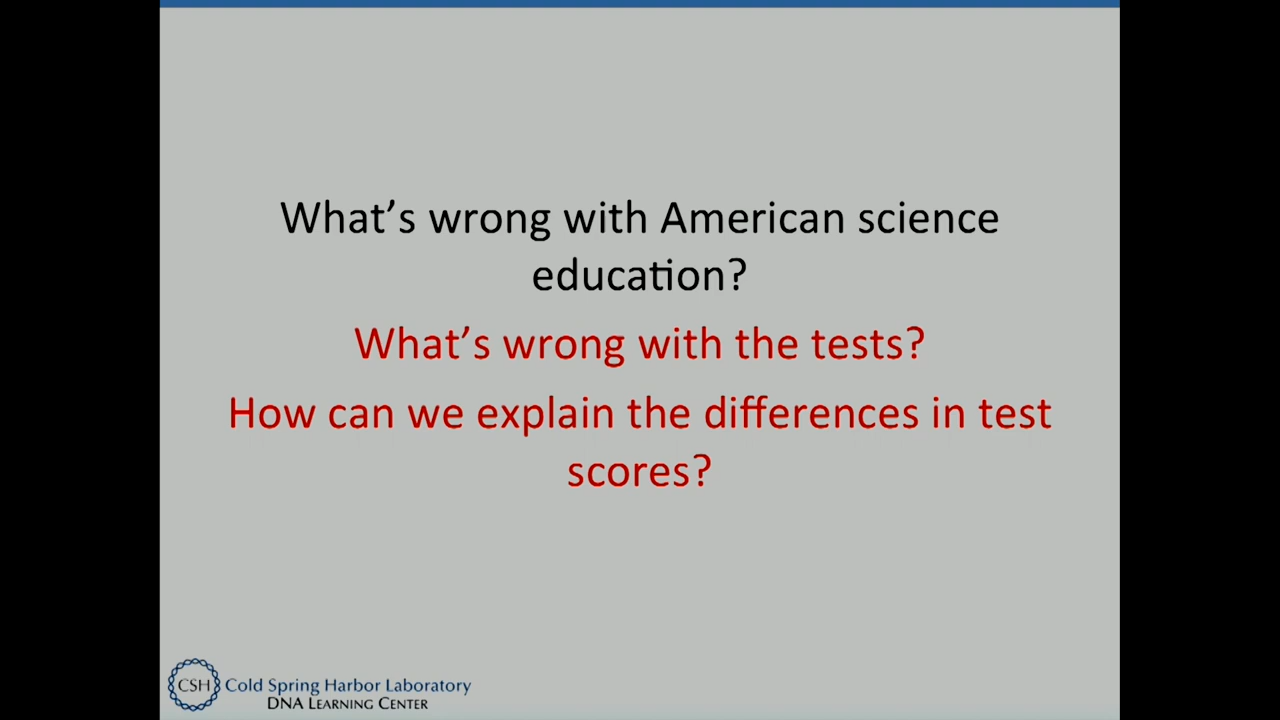 What’s wrong with American science
education?
What’s wrong with the tests?
How can we explain the differences in test
scores?
CSH Cold Spring Harbor Laboratory
DNA LEARNING CENTER